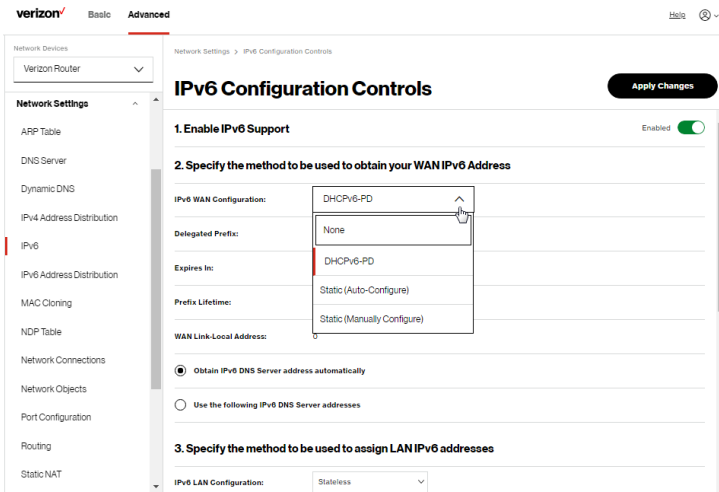 verizon✓ Basic Advanced Help
Network Devices
Verizon Router
Network Settings
ARP Table
DNS Server
Dynamic DNS
IPv4 Address Distribution
IPv6
IPv6 Address Distribution
MAC Cloning
NDP Table
Network Connections
Network Objects
Port Configuration
Routing
Static NAT
Network Settings > IPv6 Configuration Controls
IPv6 Configuration Controls
Apply Changes
1. Enable IPv6 Support Enabled
2. Specify the method to be used to obtain your WAN IPv6 Address
IPv6 WAN Configuration: DHCPv6-PD
None
DHCPv6-PD
Static (Auto-Configure)
Static (Manually Configure)
Delegated Prefix:
Expires In:
Prefix Lifetime:
WAN Link-Local Address: 0
Obtain IPv6 DNS Server address automatically
Use the following IPv6 DNS Server addresses
3. Specify the method to be used to assign LAN IPv6 addresses
IPv6 LAN Configuration: Stateless